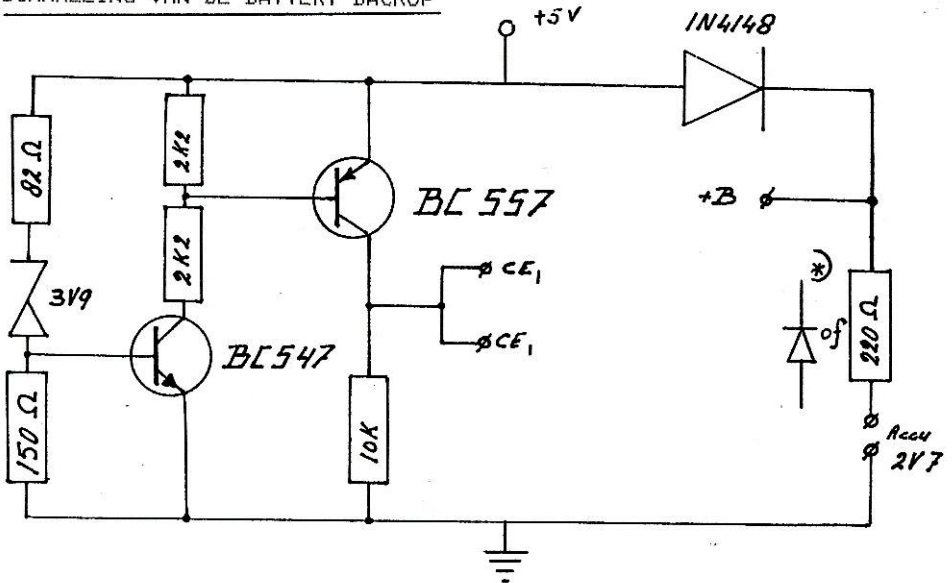 VAN DE BATTERY BACKUP
+5V
1N4148
82 Ω
2K2
BC 557
+B
2K2
CE1
3V9
(*)
of
220 Ω
CE1
BC547
150 Ω
10K
Accu
2V7